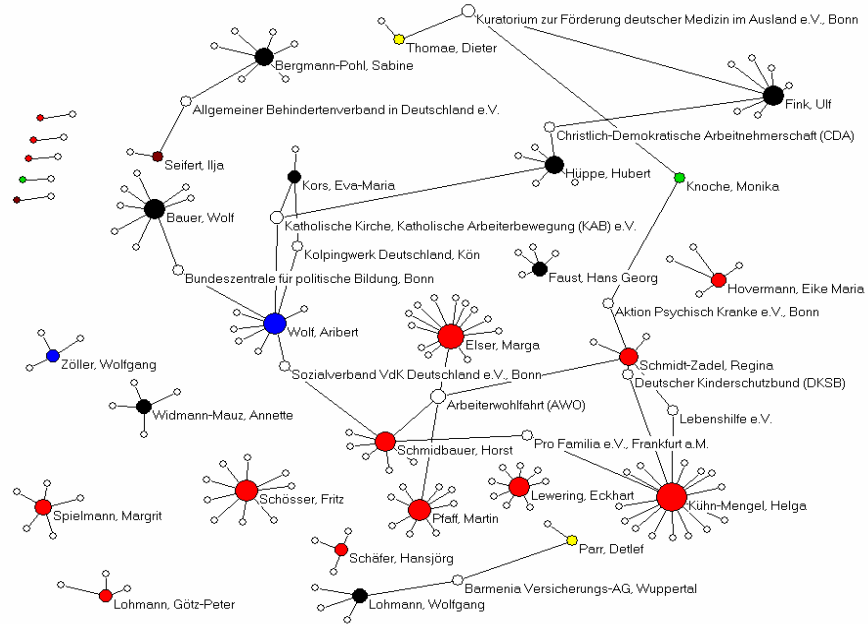 Kuratorium zur Förderung deutscher Medizin im Ausland e.V., Bonn
Thomae, Dieter
Bergmann-Pohl, Sabine
Fink, Ulf
Allgemeiner Behindertenverband in Deutschland e.V.
Christlich-Demokratische Arbeitnehmerschaft (CDA)
Seifert, Ilja
Hüppe, Hubert
Kors, Eva-Maria
Knoche, Monika
Bauer, Wolf
Katholische Kirche, Katholische Arbeiterbewegung (KAB) e.V.
Kolpingwerk Deutschland, Kön
Bundeszentrale für politische Bildung, Bonn
Faust, Hans Georg
Hovermann, Eike Maria
Aktion Psychisch Kranke e.V., Bonn
Wolf, Aribert
Elser, Marga
Zöller, Wolfgang
Schmidt-Zadel, Regina
Sozialverband VdK Deutschland e.V., Bonn
Deutscher Kinderschutzbund (DKSB)
Arbeiterwohlfahrt (AWO)
Widmann-Mauz, Annette
Lebenshilfe e.V.
Pro Familia e.V., Frankfurt a.M.
Schmidbauer, Horst
Schösser, Fritz
Lewering, Eckhart
Kühn-Mengel, Helga
Spielmann, Margrit
Pfaff, Martin
Parr, Detlef
Schäfer, Hansjörg
Barmenia Versicherungs-AG, Wuppertal
Lohmann, Götz-Peter
Lohmann, Wolfgang